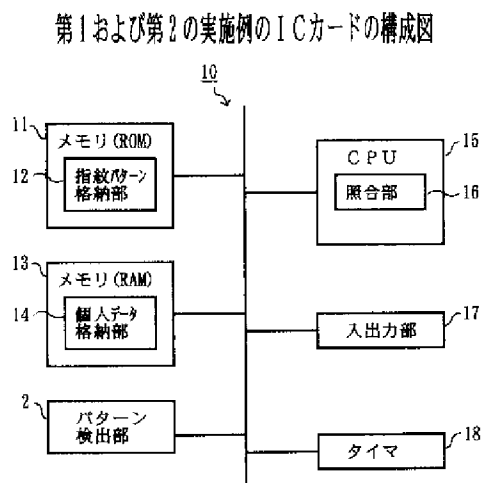 第1および第2の実施例のICカードの構成図
10
11
メモリ(ROM)
12
指紋パターン
格納部
13
メモリ(RAM)
14
個人データ
格納部
2
パターン
検出部
15
CPU
照合部
16
入出力部
17
タイマ
18